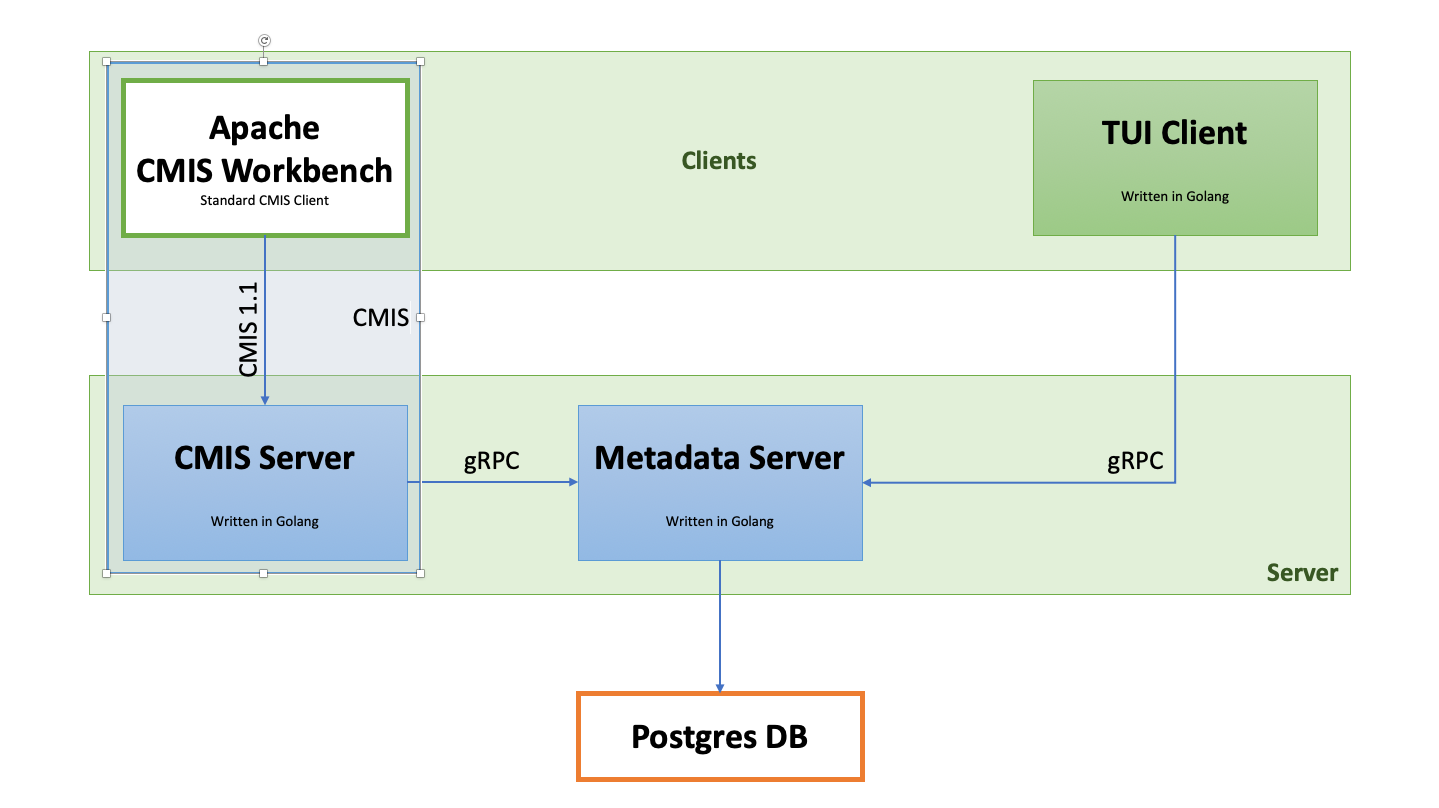 Apache
CMIS Workbench
Standard CMIS Client
Clients
TUI Client
Written in Golang
CMIS 1.1
CMIS
CMIS Server
Written in Golang
gRPC
Metadata Server
Written in Golang
gRPC
Server
Postgres DB